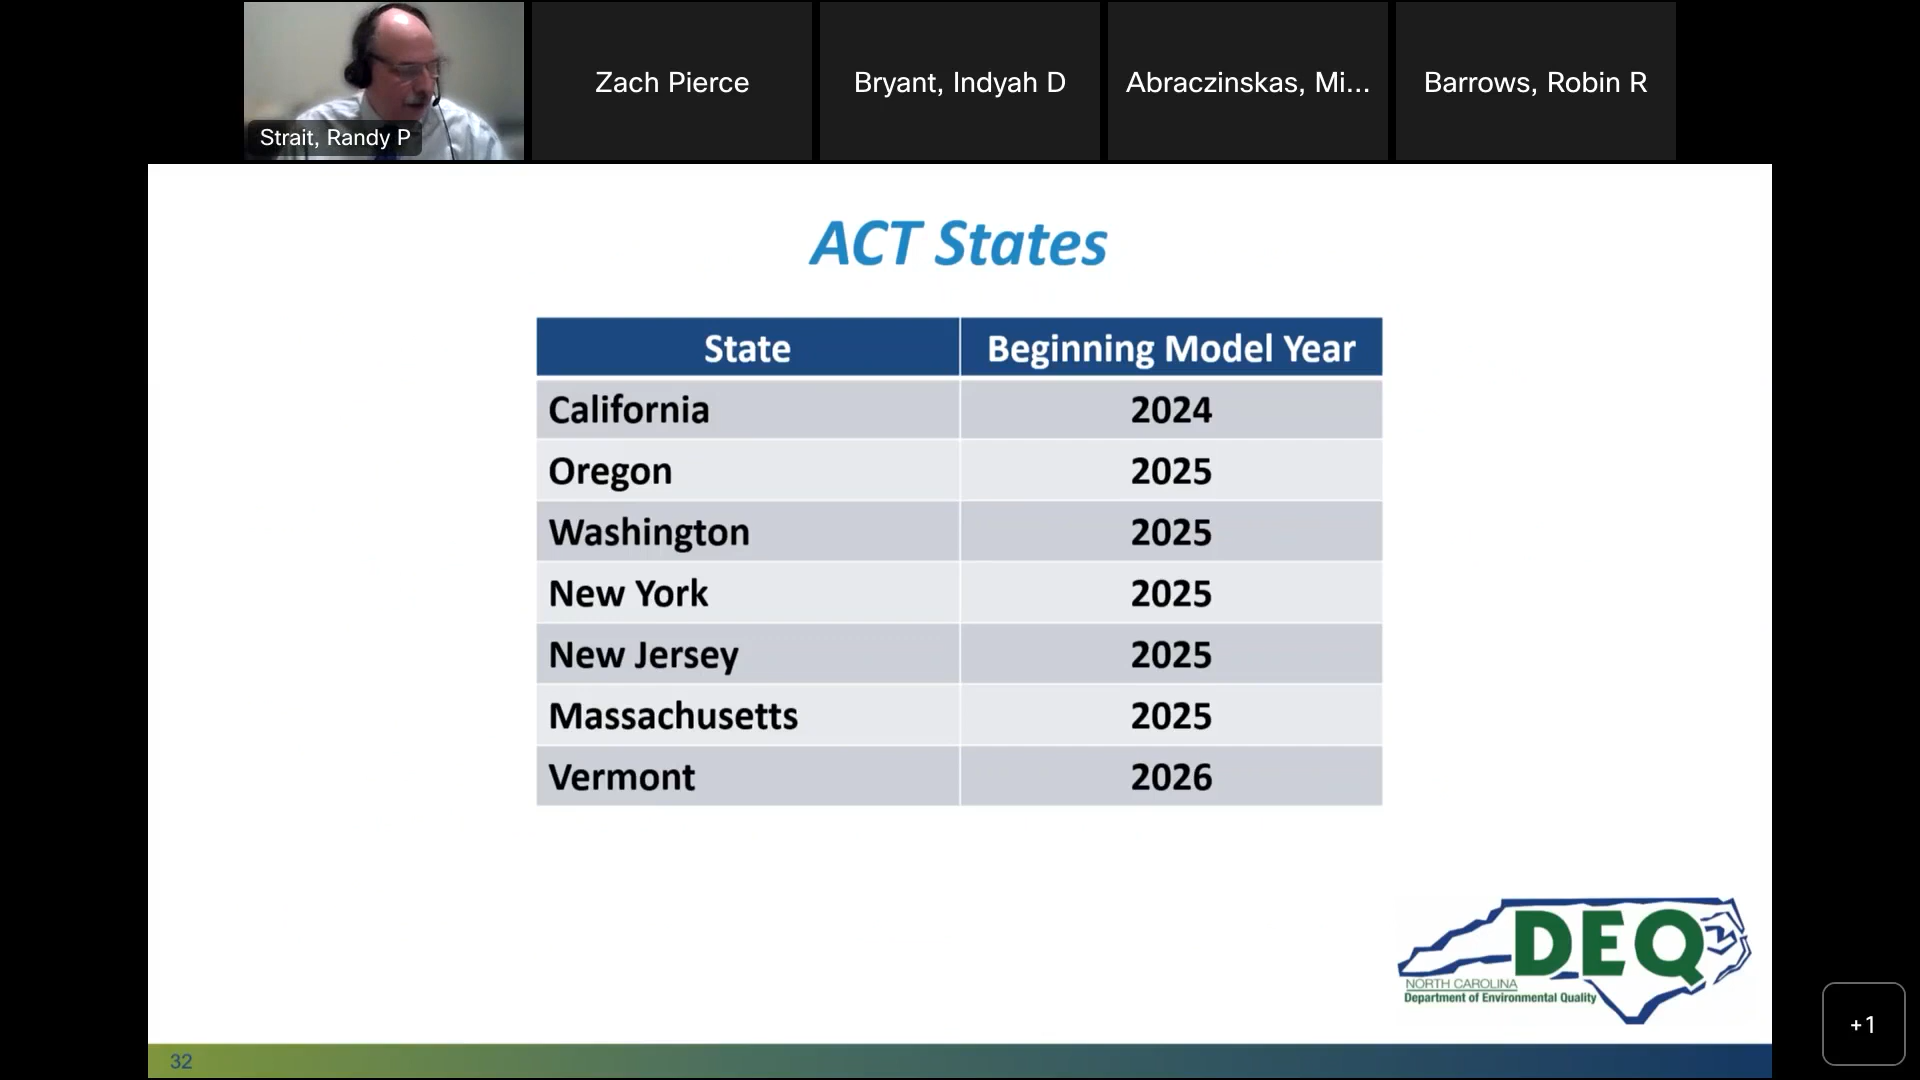 Strait, Randy P
Zach Pierce
Bryant, Indyah D
Abraczinskas, Mi...
Barrows, Robin R
ACT States
State Beginning Model Year
California 2024
Oregon 2025
Washington 2025
New York 2025
New Jersey 2025
Massachusetts 2025
Vermont 2026
DEQ
NORTH CAROLINA
Department of Environmental Quality
32
+1